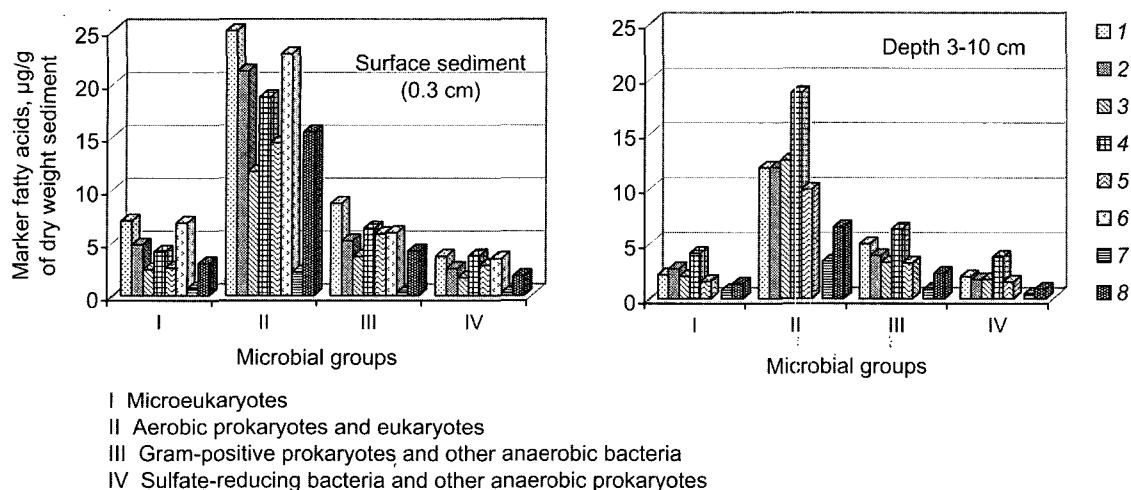 Marker fatty acids, µg/g
of dry weight sediment
25
20
15
10
5
0
Surface sediment
(0.3 cm)
I II III IV
Microbial groups
25
20
15
10
5
0
Depth 3-10 cm
I II III IV
Microbial groups
1
2
3
4
5
6
7
8
I Microeukaryotes
II Aerobic prokaryotes and eukaryotes
III Gram-positive prokaryotes and other anaerobic bacteria
IV Sulfate-reducing bacteria and other anaerobic prokaryotes